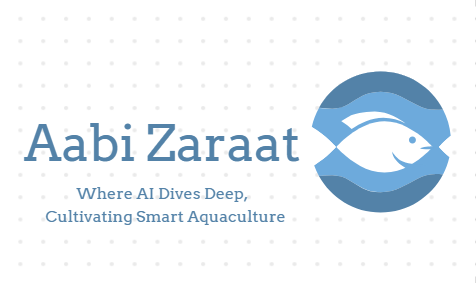 Aabi Zaraat
Where AI Dives Deep,
Cultivating Smart Aquaculture